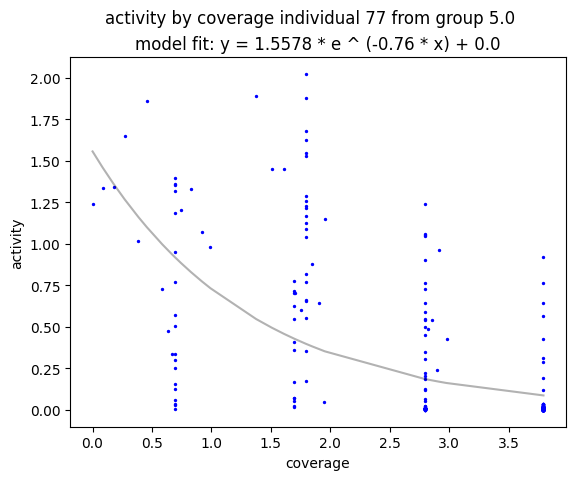 activity by coverage individual 77 from group 5.0
model fit: y = 1.5578 * e ^ (-0.76 * x) + 0.0
2.00
1.75
1.50
1.25
1.00
0.75
0.50
0.25
0.00
activity
0.0 0.5 1.0 1.5 2.0 2.5 3.0 3.5
coverage